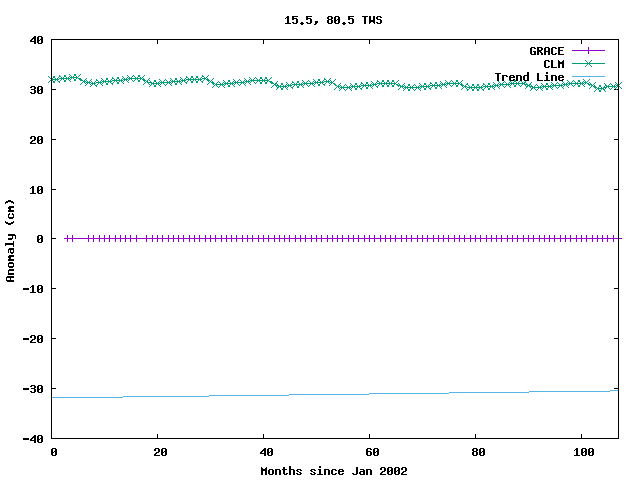 15.5, 80.5 TWS
GRACE
CLM
Trend Line
40
30
20
10
0
-10
-20
-30
-40
Anomaly (cm)
0 20 40 60 80 100
Months since Jan 2002